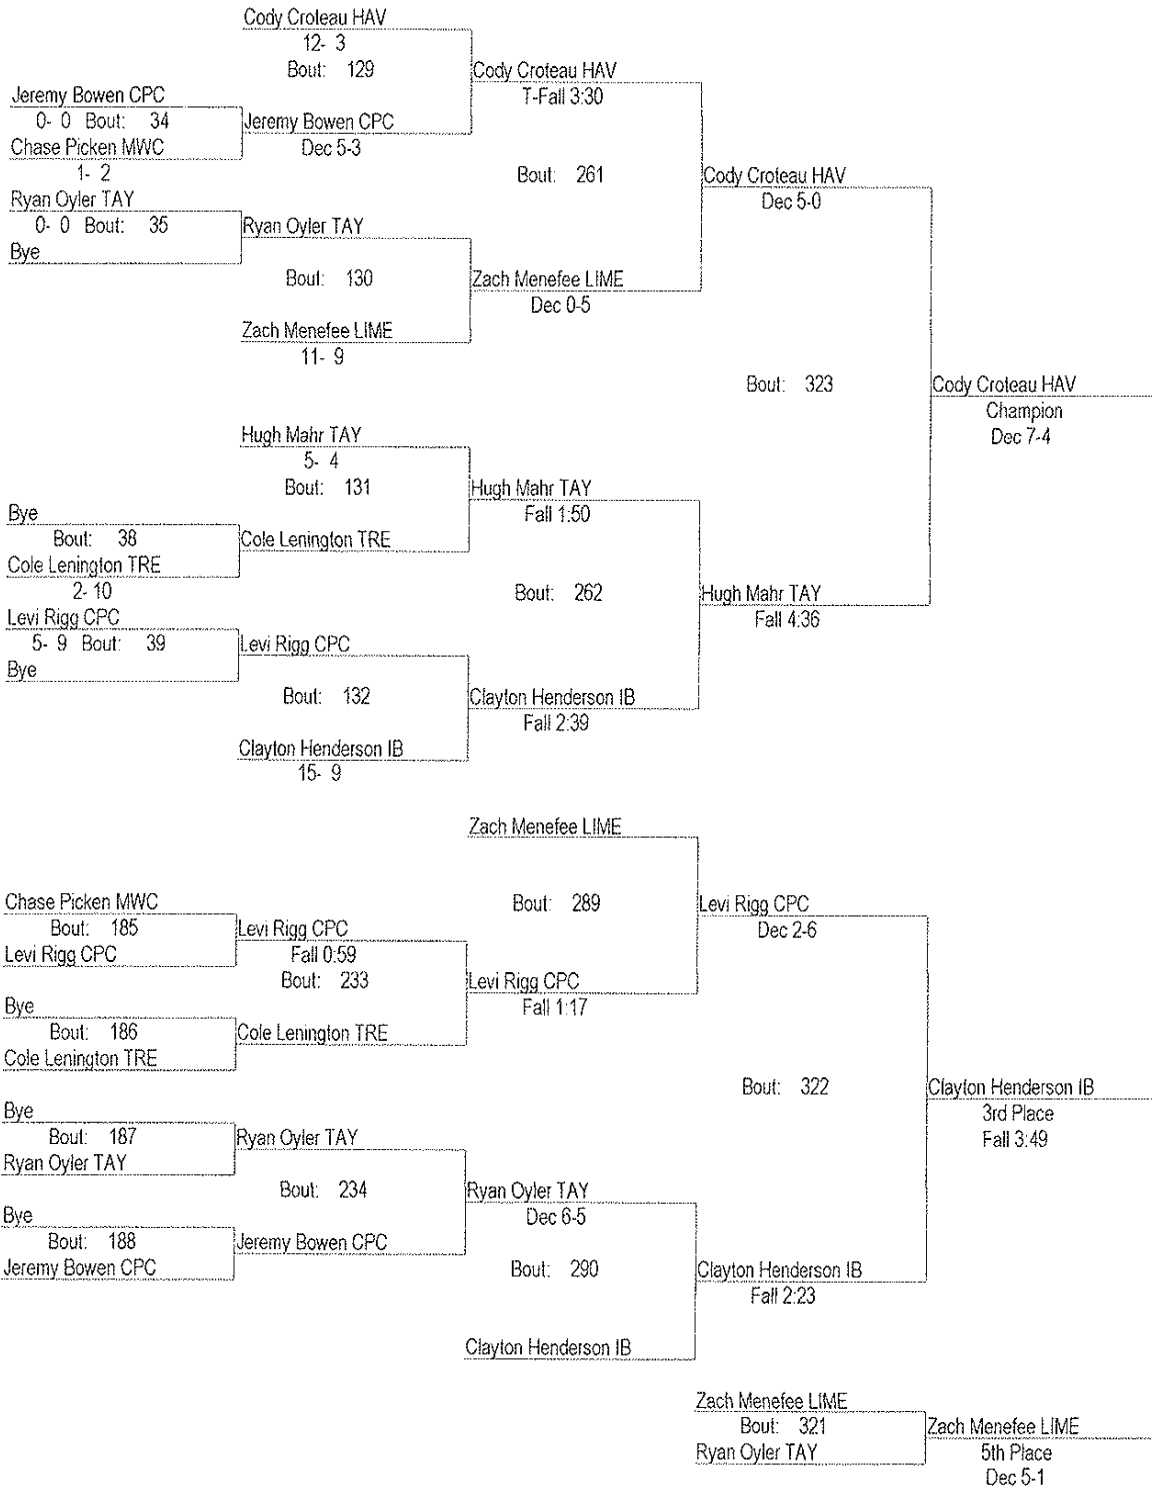 Cody Croteau HAV
12- 3
Bout: 129
Cody Croteau HAV
T-Fall 3:30
Jeremy Bowen CPC
0- 0 Bout: 34
Jeremy Bowen CPC
Dec 5-3
Chase Picken MWC
1- 2
Bout: 261
Cody Croteau HAV
Dec 5-0
Ryan Oyler TAY
0- 0 Bout: 35
Ryan Oyler TAY
Bye
Bout: 130
Zach Menefee LIME
Dec 0-5
Zach Menefee LIME
11- 9
Bout: 323
Cody Croteau HAV
Champion
Dec 7-4
Hugh Mahr TAY
5- 4
Bout: 131
Hugh Mahr TAY
Fall 1:50
Bye
Bout: 38
Cole Lenington TRE
Cole Lenington TRE
2- 10
Bout: 262
Hugh Mahr TAY
Fall 4:36
Levi Rigg CPC
5- 9 Bout: 39
Levi Rigg CPC
Bye
Bout: 132
Clayton Henderson IB
Fall 2:39
Clayton Henderson IB
15- 9
Zach Menefee LIME
Chase Picken MWC
Bout: 185
Levi Rigg CPC
Levi Rigg CPC
Fall 0:59
Bout: 289
Levi Rigg CPC
Dec 2-6
Bout: 233
Levi Rigg CPC
Fall 1:17
Bye
Bout: 186
Cole Lenington TRE
Cole Lenington TRE
Bout: 322
Clayton Henderson IB
3rd Place
Fall 3:49
Bye
Bout: 187
Ryan Oyler TAY
Ryan Oyler TAY
Bout: 234
Ryan Oyler TAY
Dec 6-5
Bye
Bout: 188
Jeremy Bowen CPC
Jeremy Bowen CPC
Bout: 290
Clayton Henderson IB
Fall 2:23
Clayton Henderson IB
Zach Menefee LIME
Bout: 321
Ryan Oyler TAY
Zach Menefee LIME
5th Place
Dec 5-1